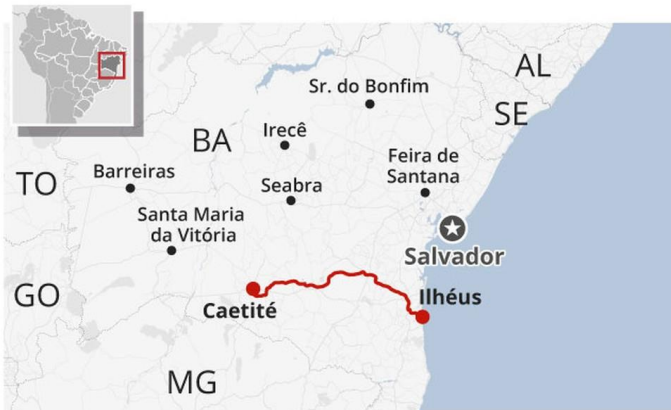 AL
Sr. do Bonfim
SE
Irecê
BA
Feira de
Santana
Barreiras
TO
Seabra
Santa Maria
da Vitória
Salvador
GO
Caetité
Ilhéus
MG